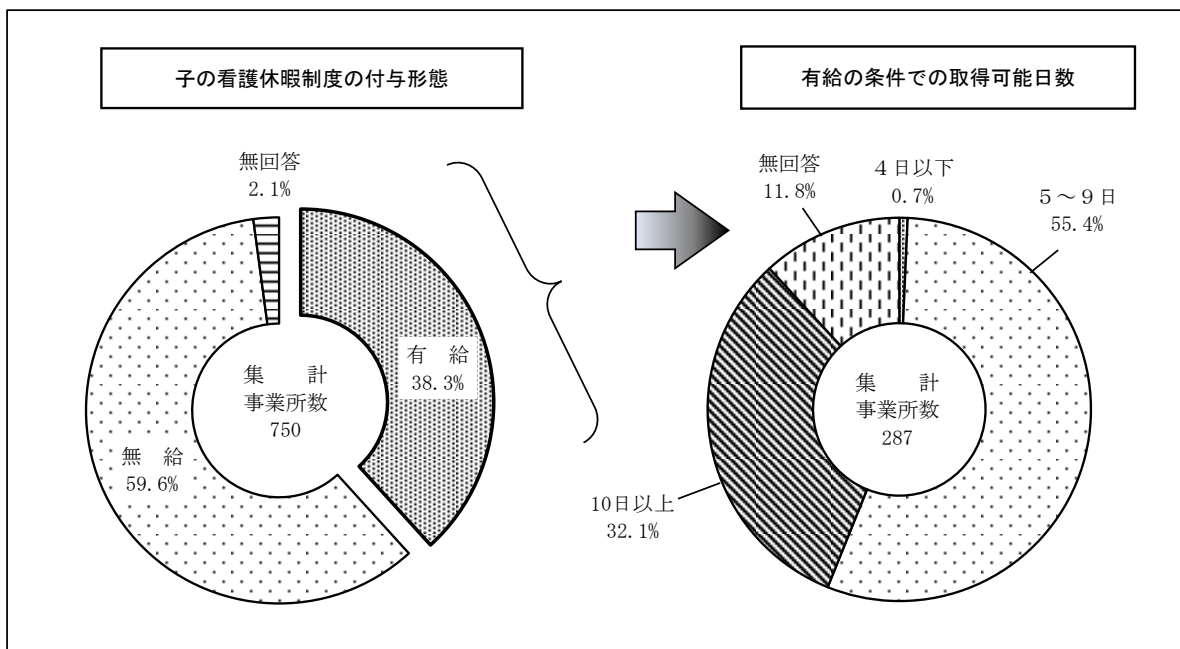 子の看護休暇制度の付与形態
無回答
2.1%
有　給
38.3%
集　　計
事業所数
750
無　給
59.6%
有給の条件での取得可能日数
無回答
11.8%
４日以下
0.7%
５～９日
55.4%
集　　計
事業所数
287
10日以上
32.1%